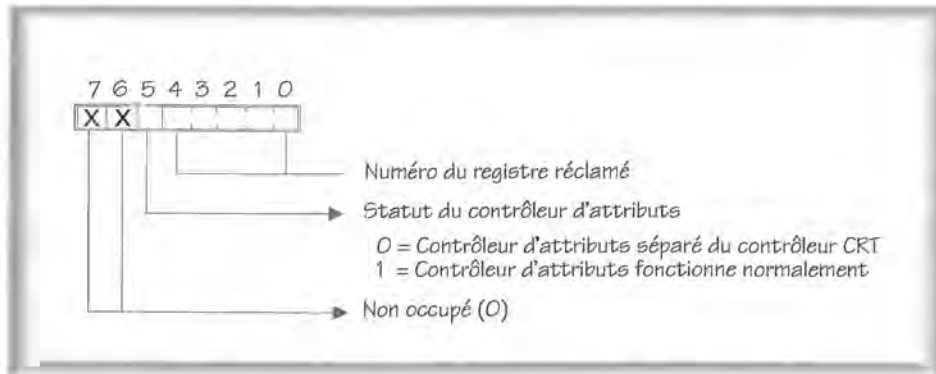 7 6 5 4 3 2 1 0
X X
Numéro du registre réclamé
Statut du contrôleur d'attributs
0 = Contrôleur d'attributs séparé du contrôleur CRT
1 = Contrôleur d'attributs fonctionne normalement
Non occupé (0)